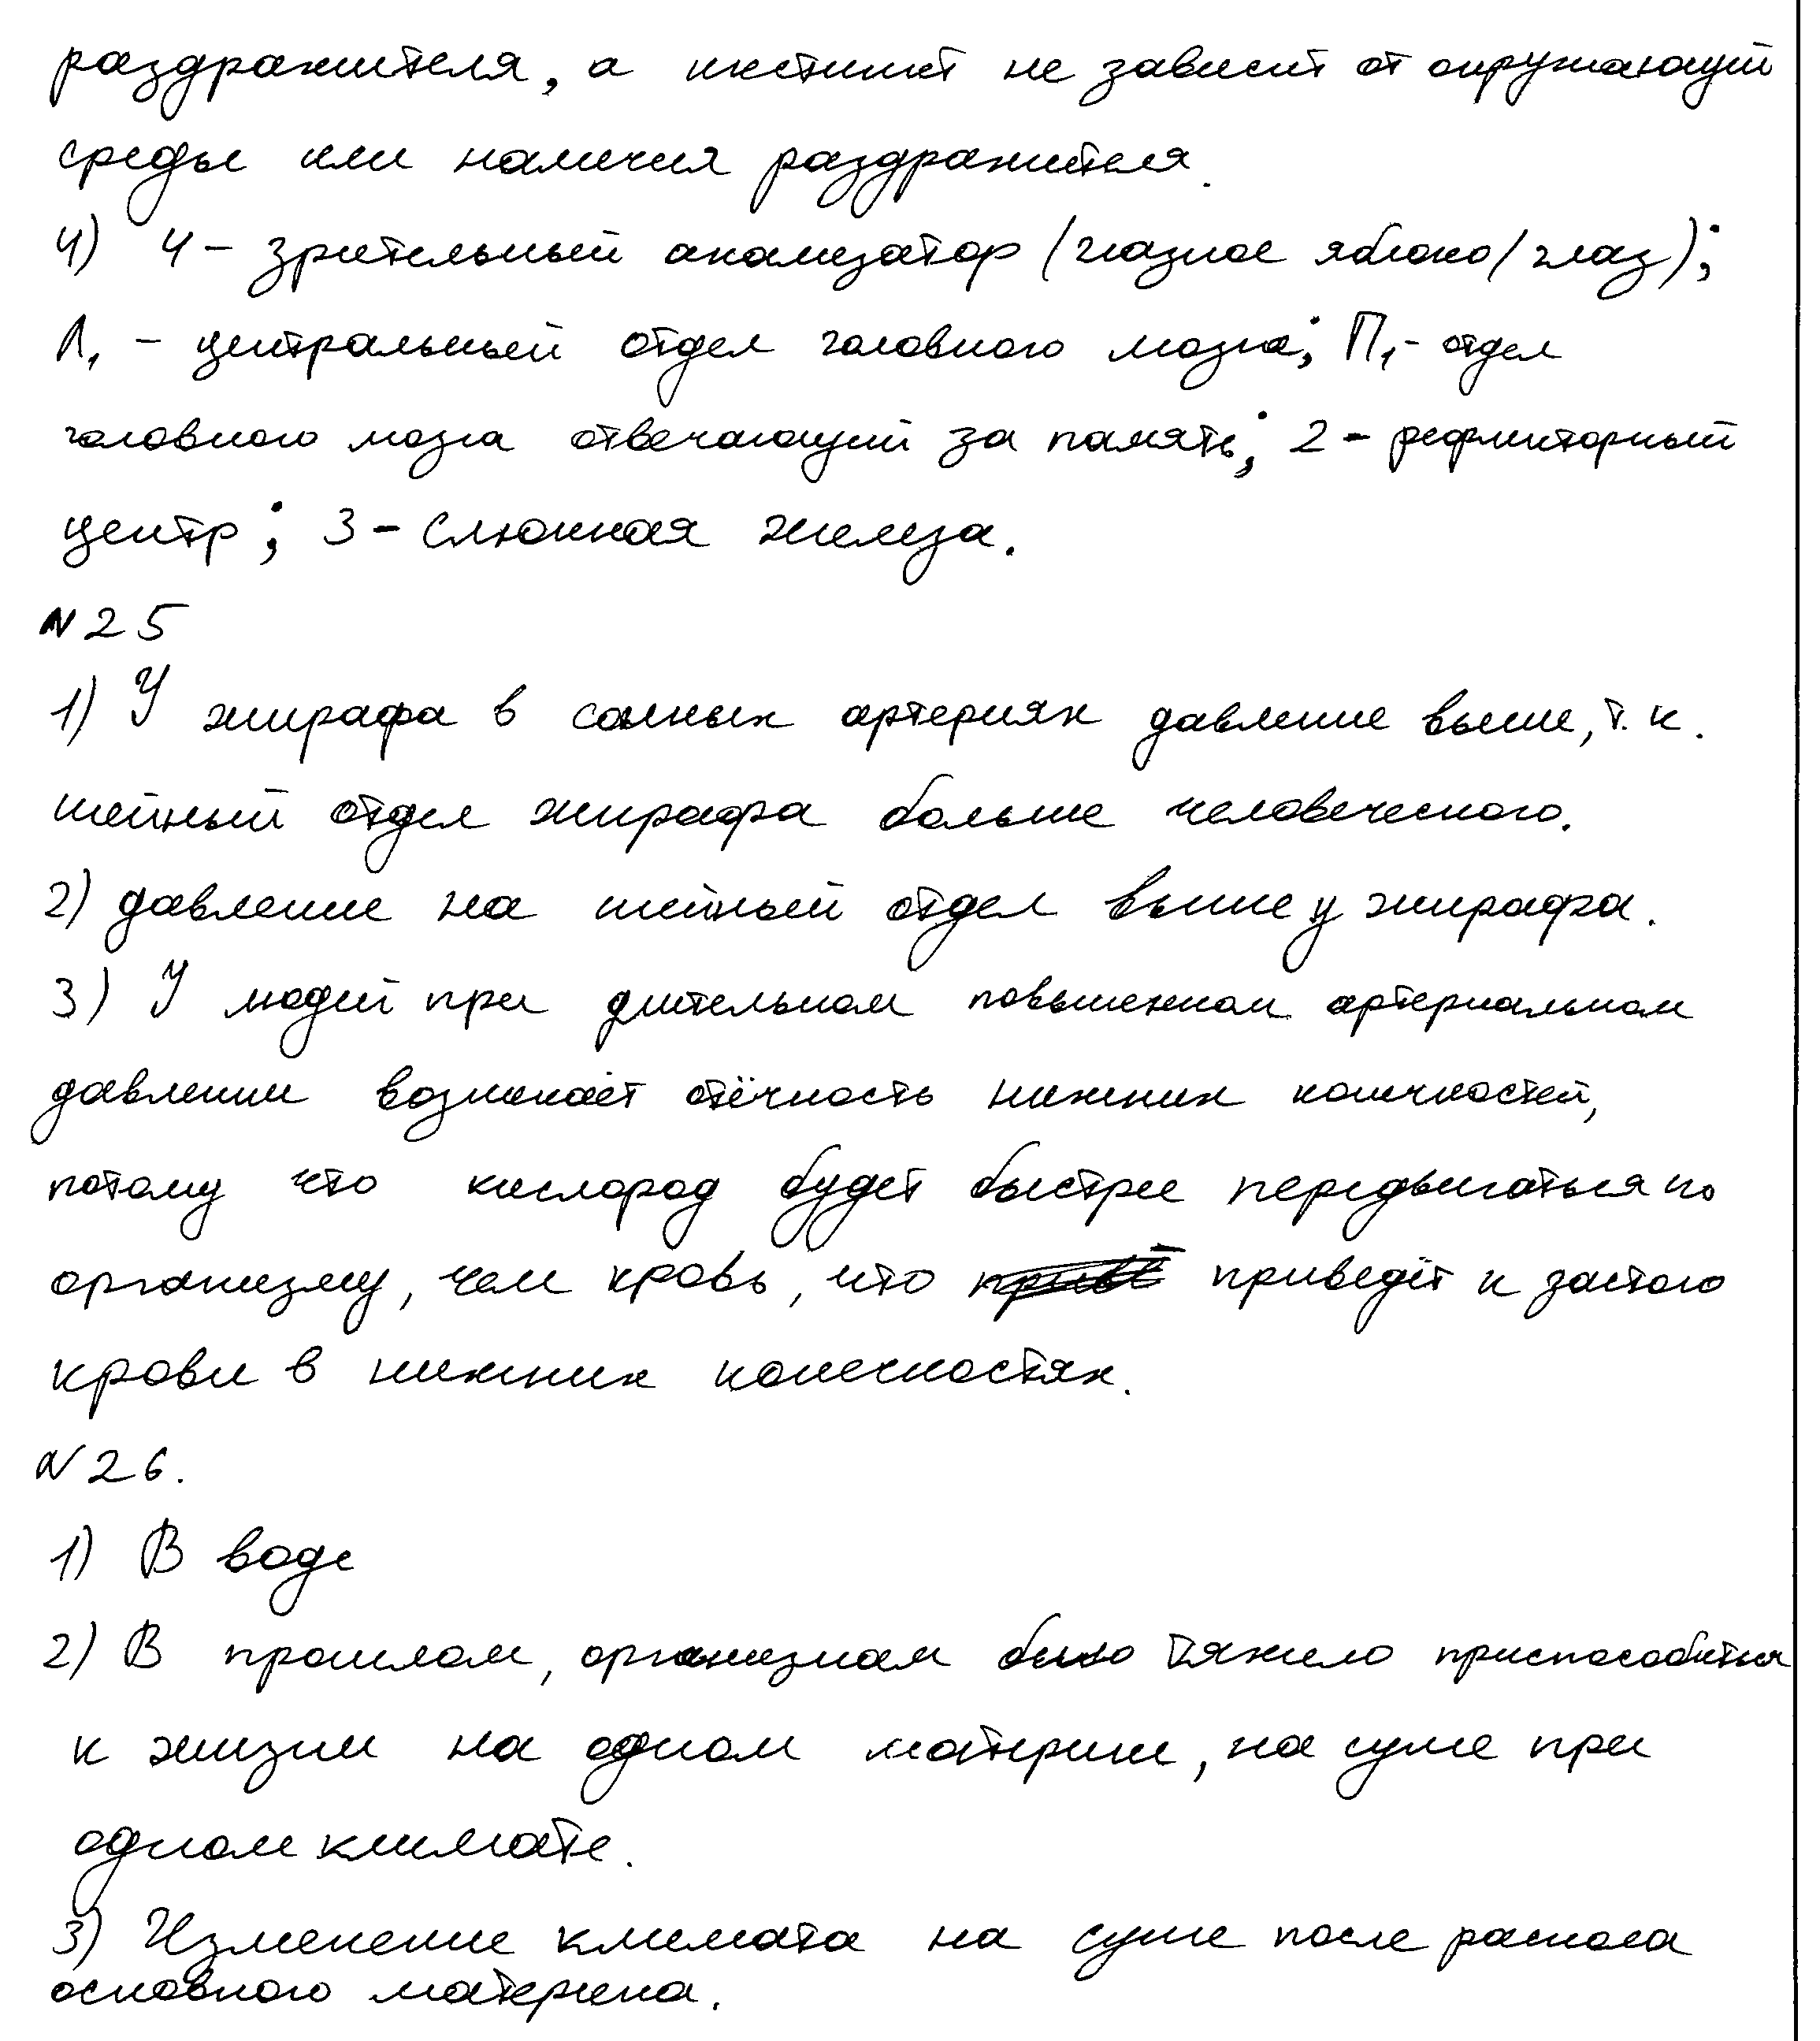 раздражителя, а инстинкт не зависит от окружающей
среды или наличия раздражителя.
4) 4 – зрительный анализатор (глазное яблоко/глаз);
Л₁ – центральный отдел головного мозга; П₁ – отдел
головного мозга отвечающий за память; 2 – рефлекторный
центр; 3 – слюнная железа.
N25
1) У жирафа в сонных артериях давление выше, т.к.
шейный отдел жирафа больше человеческого.
2) давление на шейный отдел выше у жирафа.
3) У людей при длительном повышенном артериальном
давлении возникает отёчность нижних конечностей,
потому что кислород будет быстрее передвигаться по
организму, чем кровь, что приведёт к застою
крови в нижних конечностях.
N26.
1) В воде
2) В прошлом, организмам было тяжело приспособиться
к жизни на одном материке, на суше при
одном климате.
3) Изменение климата на суше после раскола
основного материка.